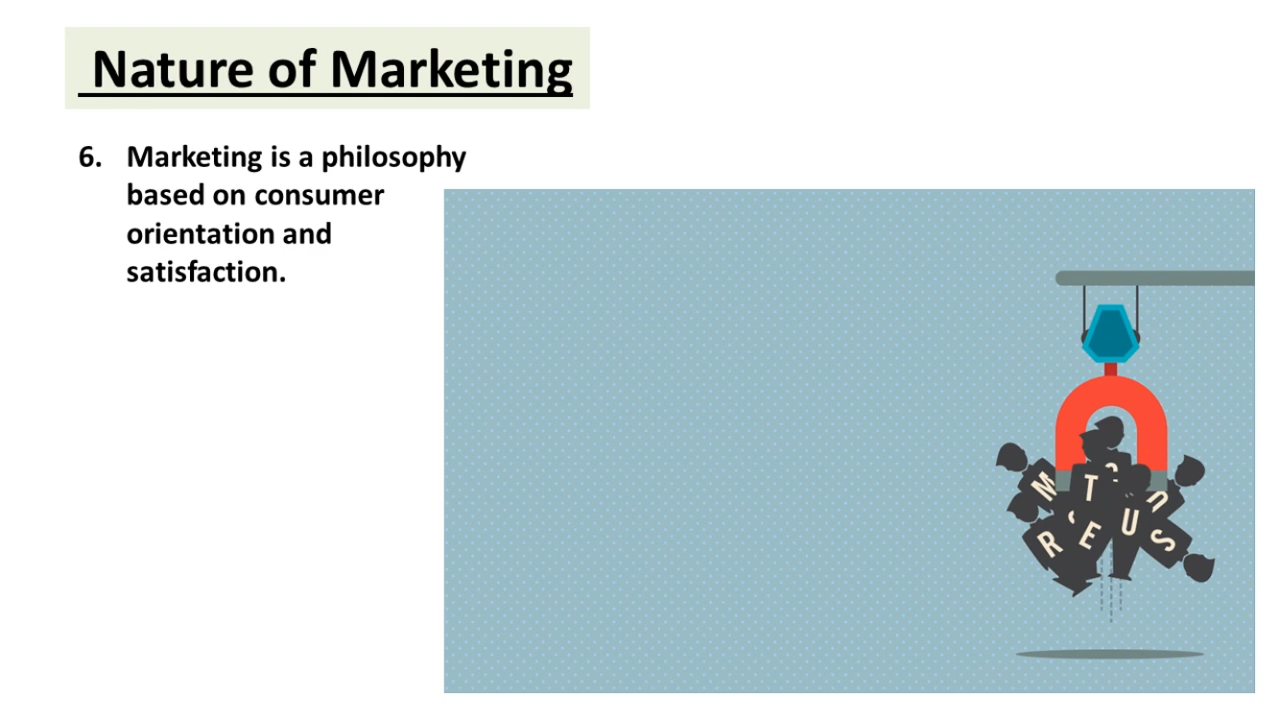 Nature of Marketing
6. Marketing is a philosophy
based on consumer
orientation and
satisfaction.
M
T
U
R
E
S